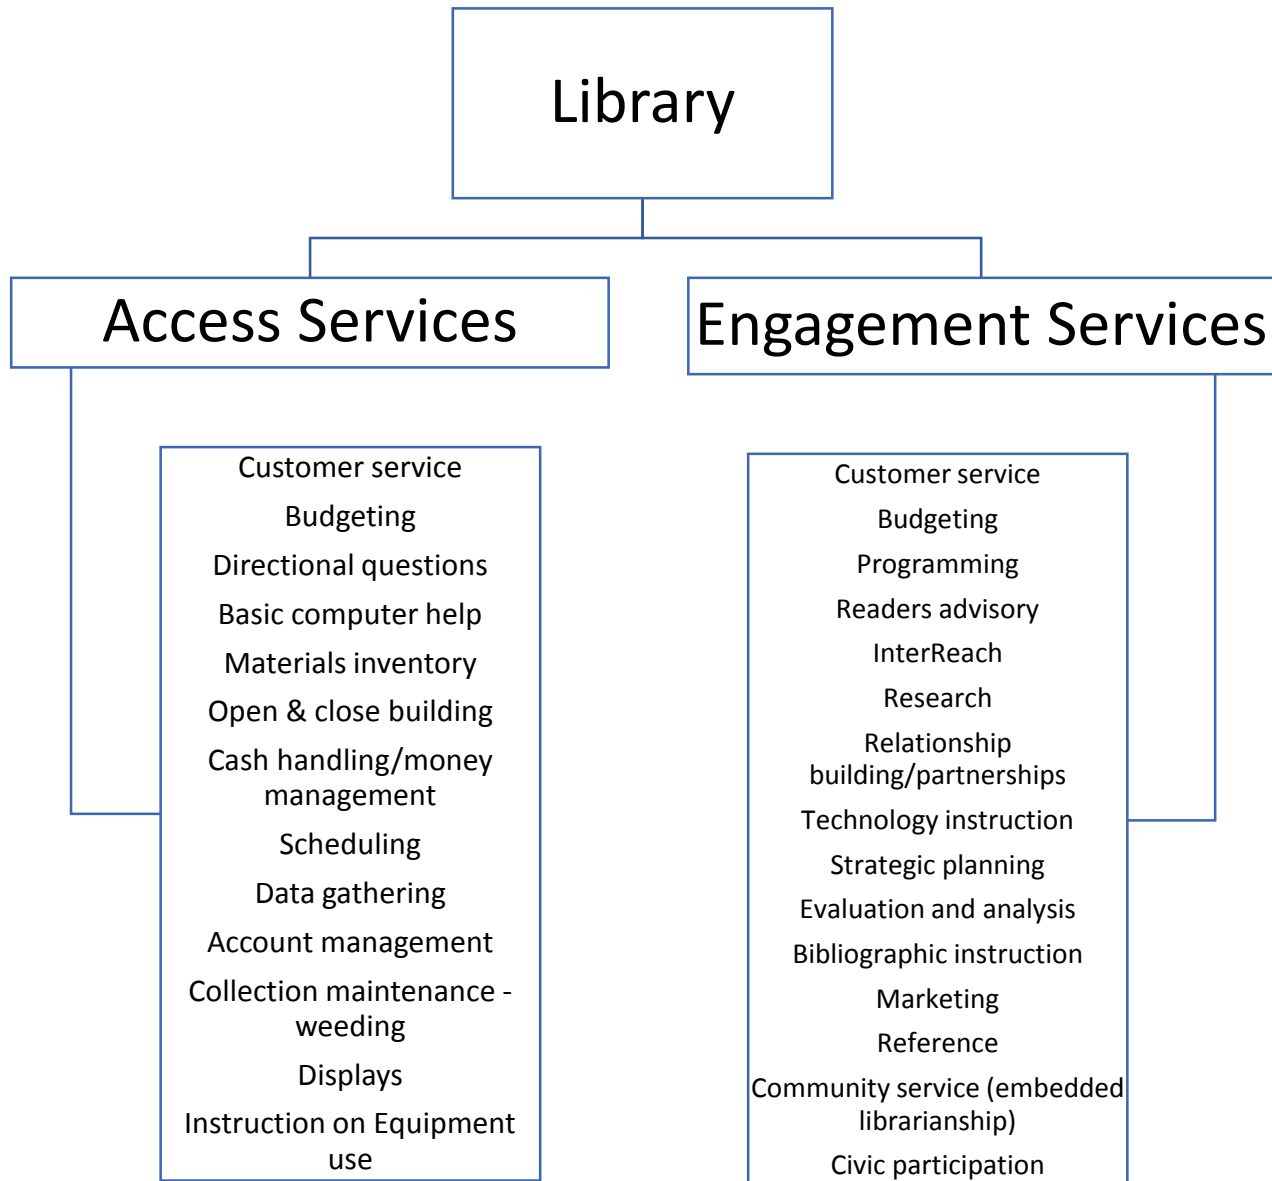 Library
Access Services
Customer service
Budgeting
Directional questions
Basic computer help
Materials inventory
Open & close building
Cash handling/money
management
Scheduling
Data gathering
Account management
Collection maintenance -
weeding
Displays
Instruction on Equipment
use
Engagement Services
Customer service
Budgeting
Programming
Readers advisory
InterReach
Research
Relationship
building/partnerships
Technology instruction
Strategic planning
Evaluation and analysis
Bibliographic instruction
Marketing
Reference
Community service (embedded
librarianship)
Civic participation